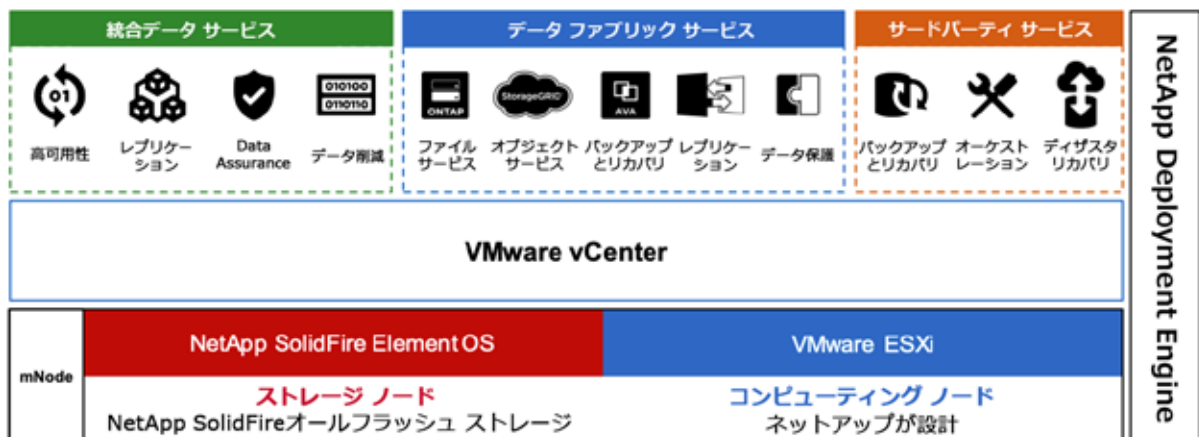 統合データ サービス
データ ファブリック サービス
サードパーティ サービス
01
010100
0110110
ONTAP
StorageGRID
AVA
高可用性
レプリケー
ション
Data
Assurance
データ削減
ファイル
サービス
オブジェクト
サービス
バックアップ
とリカバリ
レプリケー
ション
データ保護
バックアップ
とリカバリ
オーケスト
レーション
ディザスタ
リカバリ
VMware vCenter
mNode
NetApp SolidFire Element OS
ストレージ ノード
NetApp SolidFireオールフラッシュ ストレージ
VMware ESXi
コンピューティング ノード
ネットアップが設計
NetApp Deployment Engine